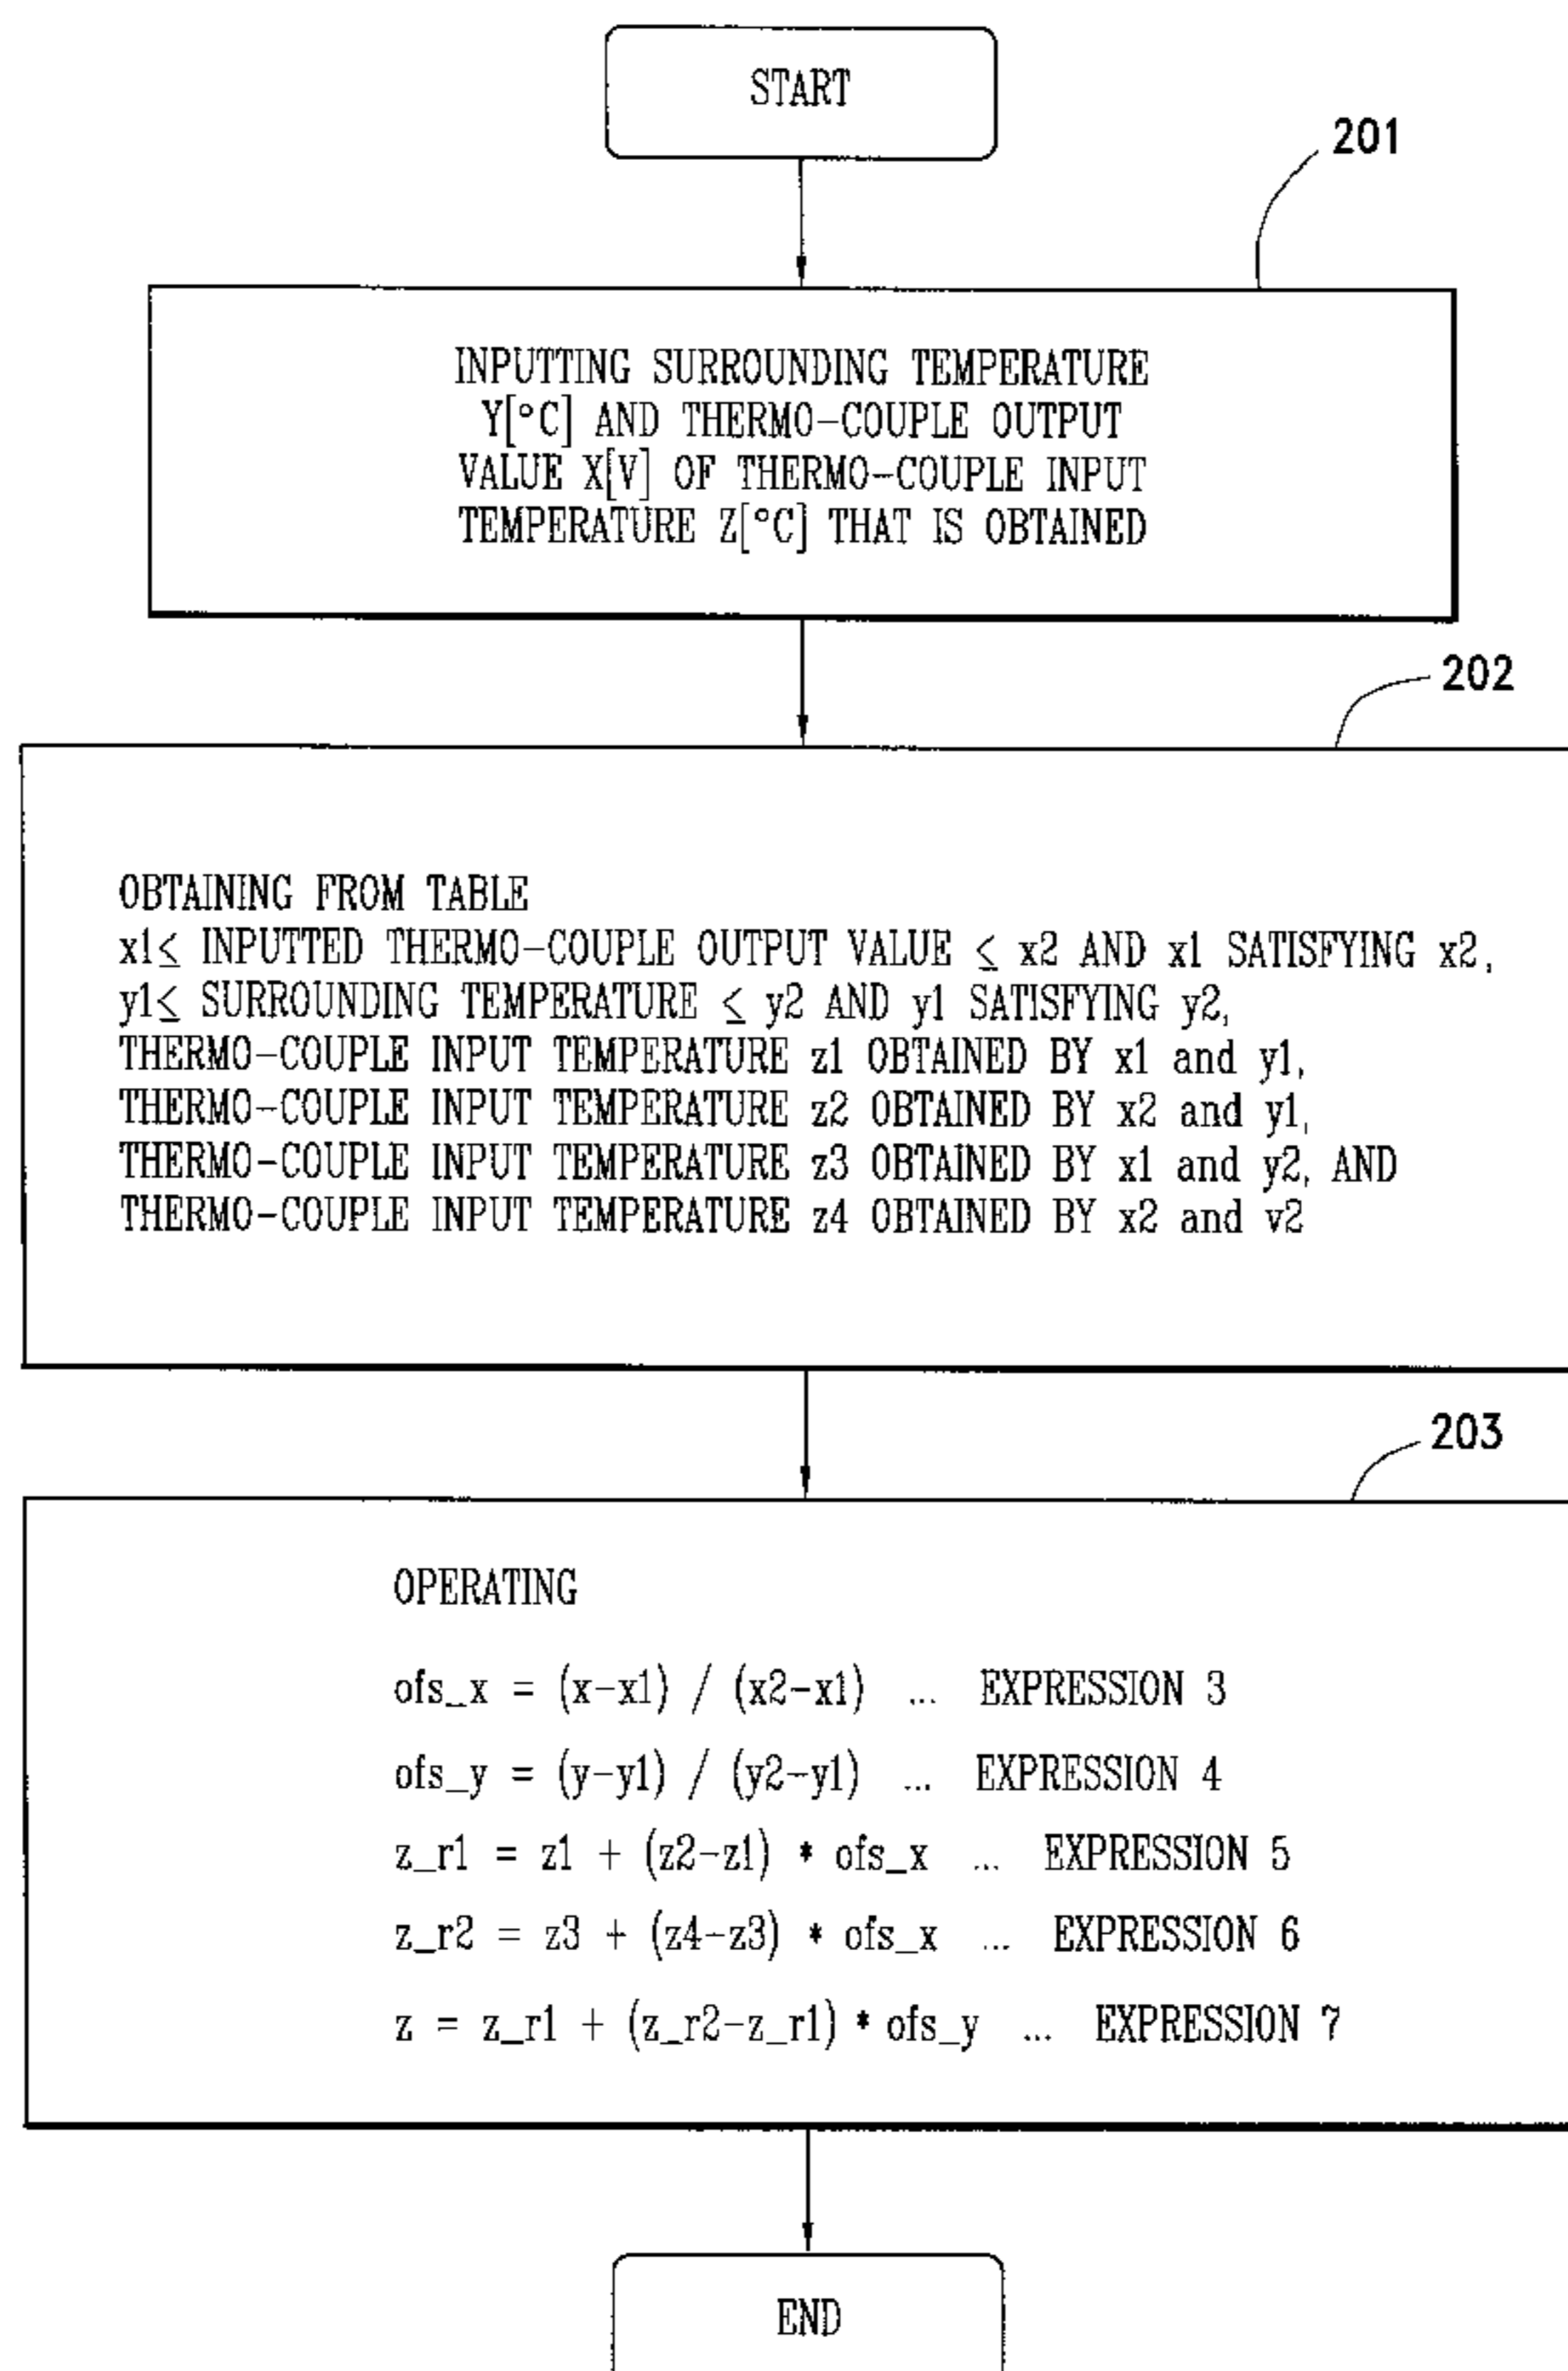 START
201
INPUTTING SURROUNDING TEMPERATURE
Y[°C] AND THERMO-COUPLE OUTPUT
VALUE X[V] OF THERMO-COUPLE INPUT
TEMPERATURE Z[°C] THAT IS OBTAINED
202
OBTAINING FROM TABLE
x1≤ INPUTTED THERMO-COUPLE OUTPUT VALUE ≤ x2 AND x1 SATISFYING x2,
y1≤ SURROUNDING TEMPERATURE ≤ y2 AND y1 SATISFYING y2,
THERMO-COUPLE INPUT TEMPERATURE z1 OBTAINED BY x1 and y1,
THERMO-COUPLE INPUT TEMPERATURE z2 OBTAINED BY x2 and y1,
THERMO-COUPLE INPUT TEMPERATURE z3 OBTAINED BY x1 and y2, AND
THERMO-COUPLE INPUT TEMPERATURE z4 OBTAINED BY x2 and v2
203
OPERATING
ofs_x = (x-x1) / (x2-x1) ... EXPRESSION 3
ofs_y = (y-y1) / (y2-y1) ... EXPRESSION 4
z_r1 = z1 + (z2-z1) * ofs_x ... EXPRESSION 5
z_r2 = z3 + (z4-z3) * ofs_x ... EXPRESSION 6
z = z_r1 + (z_r2-z_r1) * ofs_y ... EXPRESSION 7
END